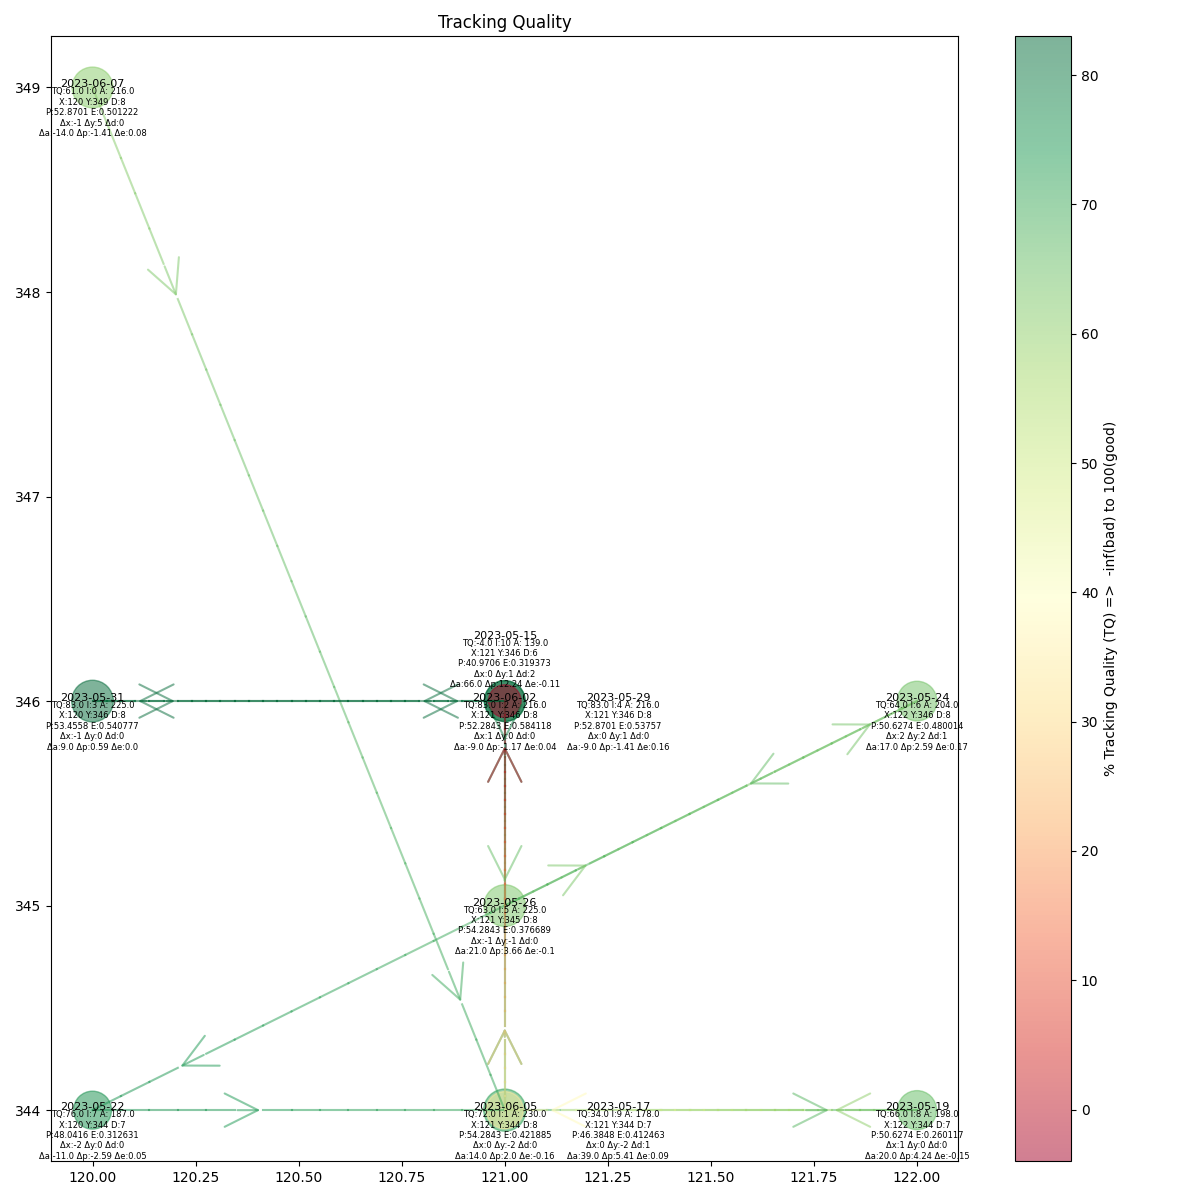 Tracking Quality
349
348
347
346
345
344
2023-06-07
TQ:61.0 I:0 A: 216.0
X:120 Y:349 D:8
P:52.8701 E:0.501222
Δx:-1 Δy:5 Δd:0
Δa:-14.0 Δp:-1.41 Δe:0.08
2023-05-15
TQ:-4.0 I:10 A: 139.0
X:121 Y:346 D:6
P:40.9706 E:0.319373
Δx:0 Δy:1 Δd:2
Δa:66.0 Δp:12.24 Δe:-0.11
2023-05-31
TQ:83.0 I:3 A: 225.0
X:120 Y:346 D:8
P:53.4558 E:0.540777
Δx:-1 Δy:0 Δd:0
Δa:9.0 Δp:0.59 Δe:0.0
2023-06-02
TQ:83.0 I:2 A: 216.0
X:121 Y:346 D:8
P:52.2843 E:0.584118
Δx:1 Δy:0 Δd:0
Δa:-9.0 Δp:-1.17 Δe:0.04
2023-05-29
TQ:83.0 I:4 A: 216.0
X:121 Y:346 D:8
P:52.8701 E:0.53757
Δx:0 Δy:1 Δd:0
Δa:-9.0 Δp:-1.41 Δe:0.16
2023-05-24
TQ:64.0 I:6 A: 204.0
X:122 Y:346 D:8
P:50.6274 E:0.480014
Δx:2 Δy:2 Δd:1
Δa:17.0 Δp:2.59 Δe:0.17
2023-05-26
TQ:63.0 I:5 A: 225.0
X:121 Y:345 D:8
P:54.2843 E:0.376689
Δx:-1 Δy:-1 Δd:0
Δa:21.0 Δp:3.66 Δe:-0.1
2023-05-22
TQ:76.0 I:7 A: 187.0
X:120 Y:344 D:7
P:48.0416 E:0.312631
Δx:-2 Δy:0 Δd:0
Δa:-11.0 Δp:-2.59 Δe:0.05
2023-06-05
TQ:72.0 I:1 A: 230.0
X:121 Y:344 D:8
P:54.2843 E:0.421885
Δx:0 Δy:-2 Δd:0
Δa:14.0 Δp:2.0 Δe:-0.16
2023-05-17
TQ:34.0 I:9 A: 178.0
X:121 Y:344 D:7
P:46.3848 E:0.412463
Δx:0 Δy:-2 Δd:1
Δa:39.0 Δp:5.41 Δe:0.09
2023-05-19
TQ:66.0 I:8 A: 198.0
X:122 Y:344 D:7
P:50.6274 E:0.260117
Δx:1 Δy:0 Δd:0
Δa:20.0 Δp:4.24 Δe:-0.15
120.00
120.25
120.50
120.75
121.00
121.25
121.50
121.75
122.00
80
70
60
50
40
30
20
10
0
% Tracking Quality (TQ) => -inf(bad) to 100(good)